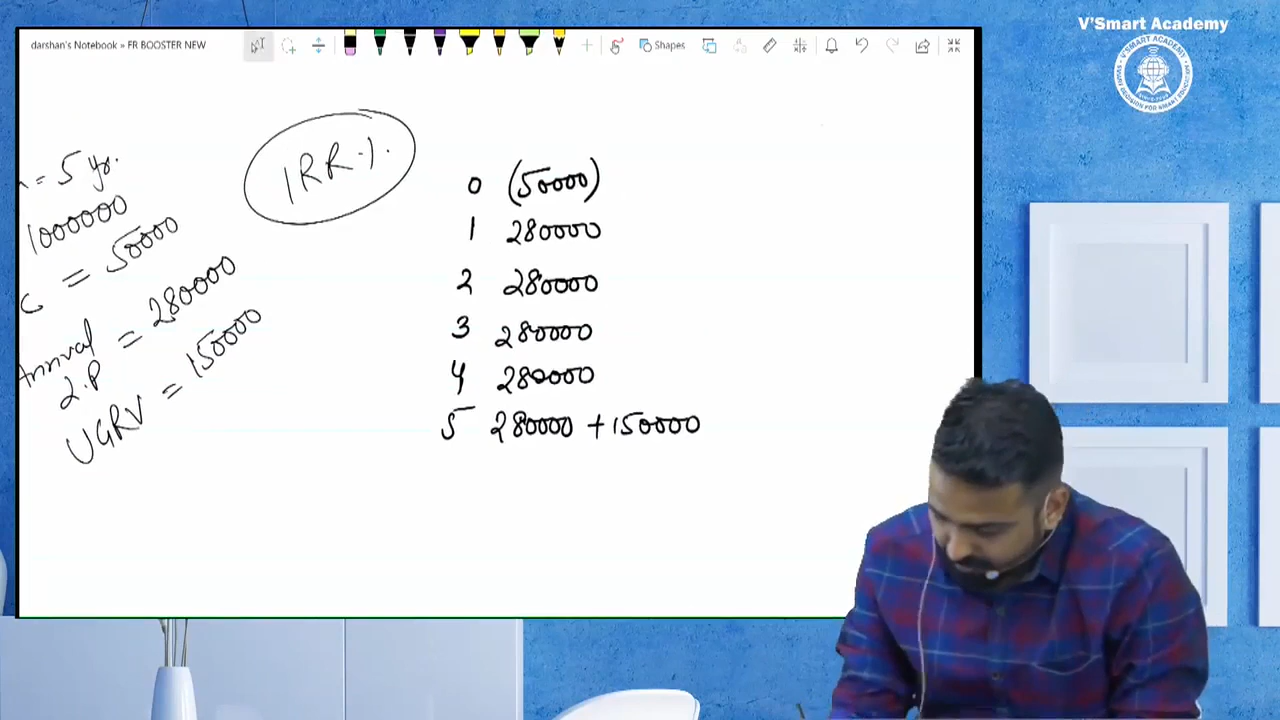 V'Smart Academy
darshan's Notebook » FR BOOSTER NEW
Shapes
= 5 yr.
1000000
= 50000
Annual
L.P = 280000
UGRV = 150000
IRR%.
0 (50000)
1 280000
2 280000
3 280000
4 280000
5 280000 + 150000